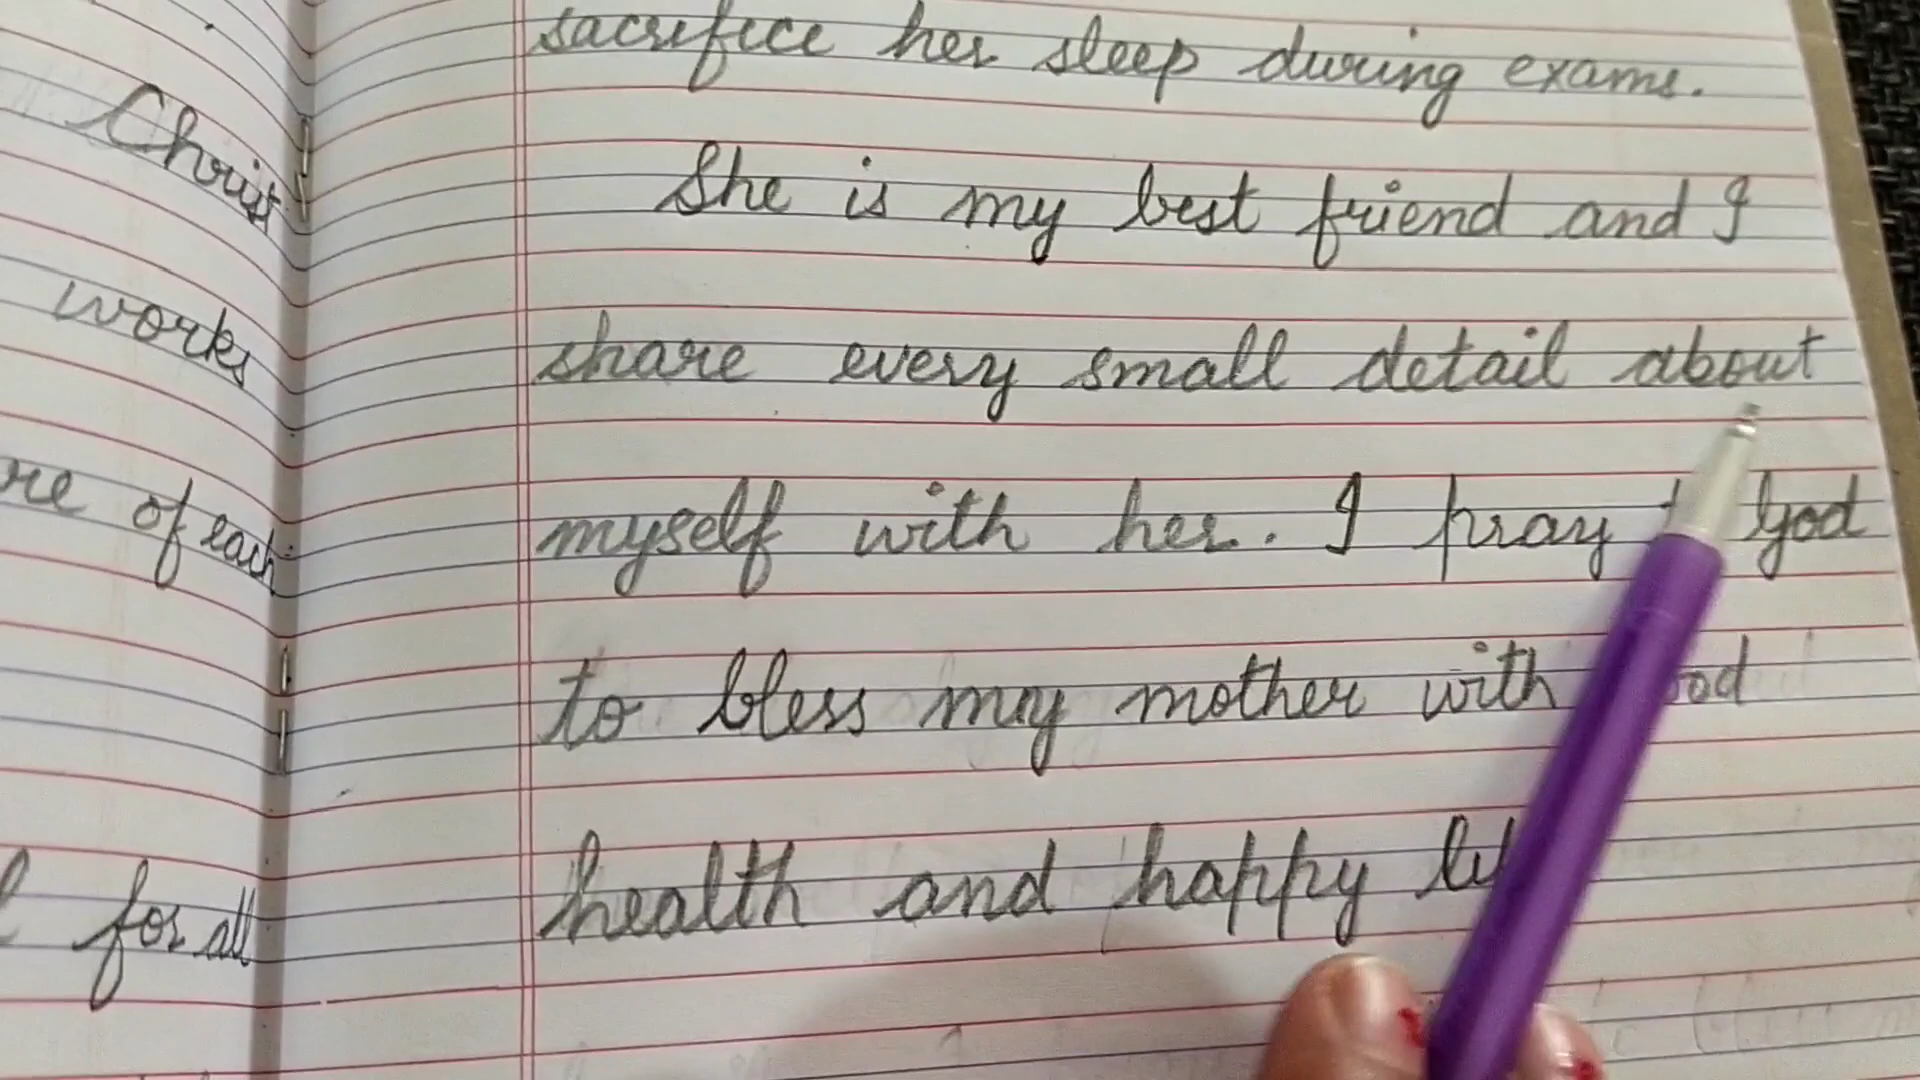 Christ
works
re of each
for all
sacrifice her sleep during exams.
She is my best friend and I
share every small detail about
myself with her. I pray God
to bless my mother with
health and happy